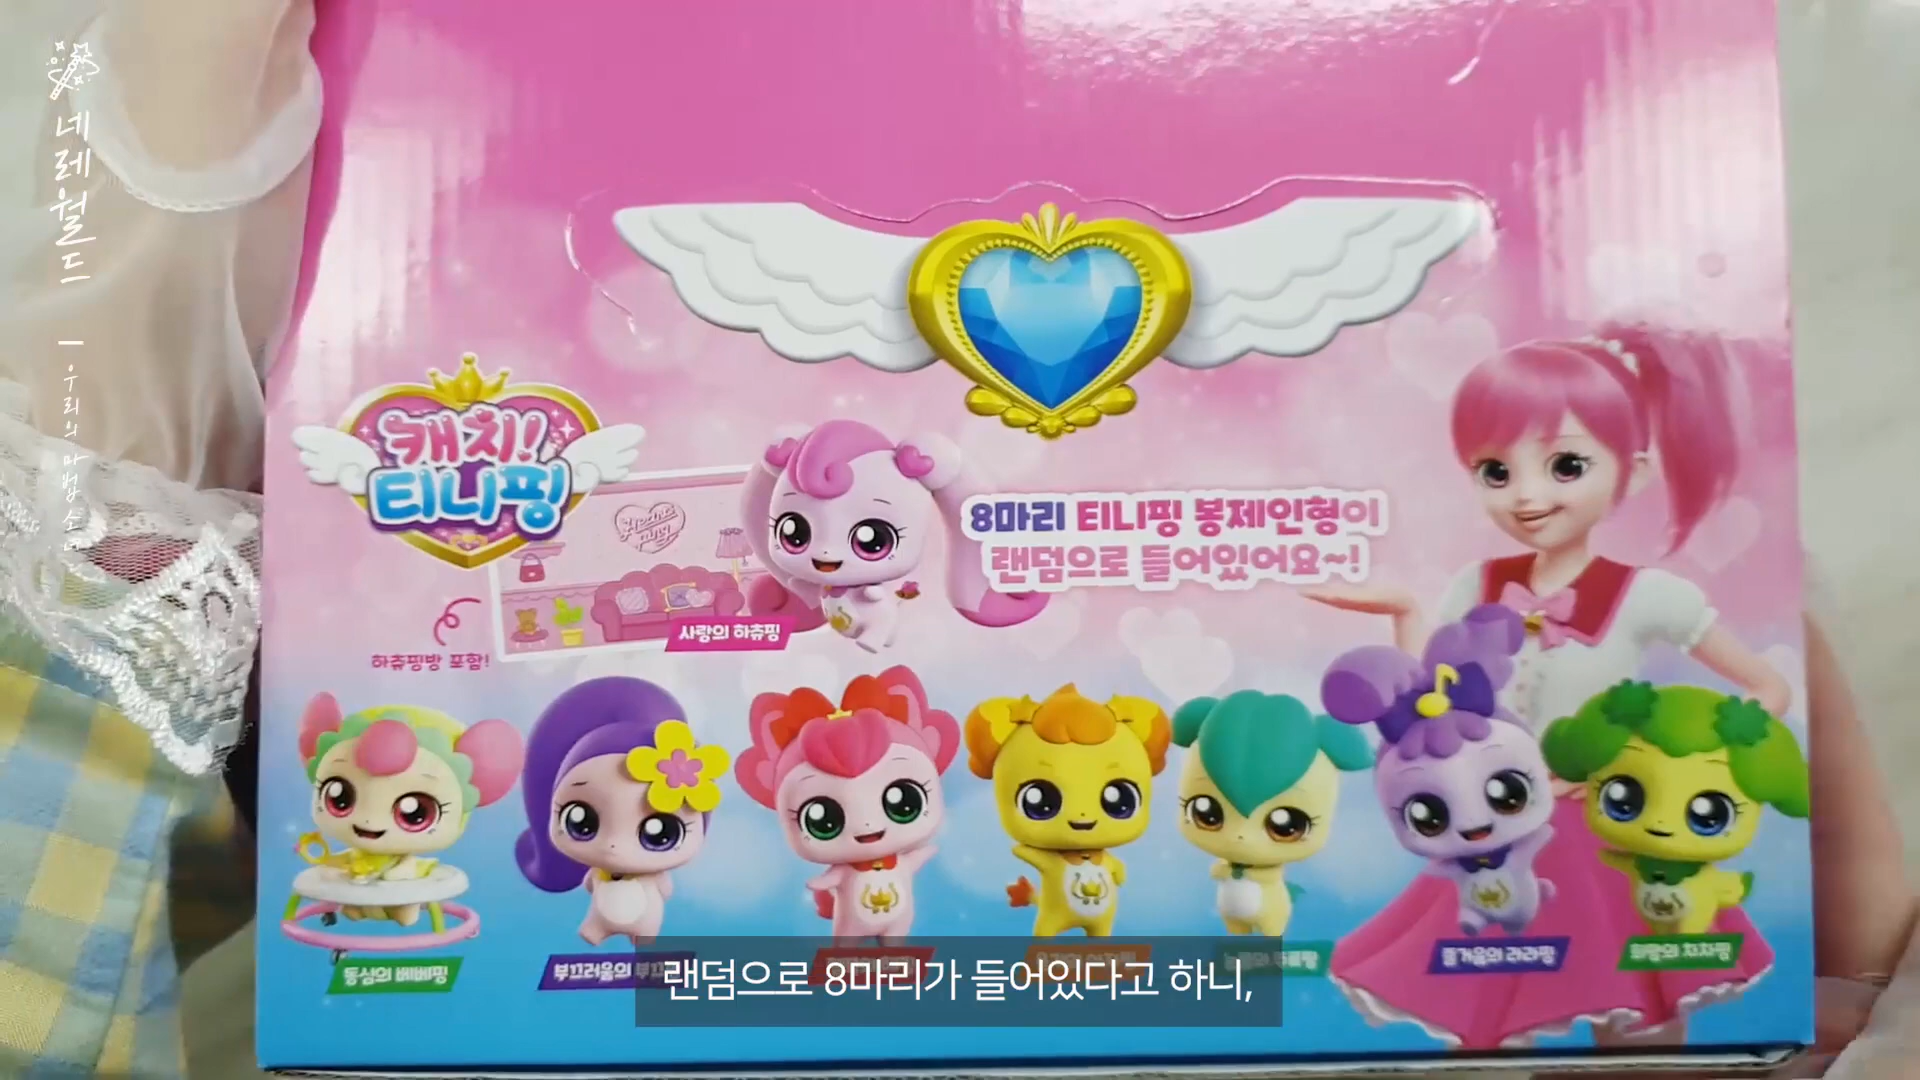 네레월드 — 우리의 마법소녀
캐치!
티니핑
8마리 티니핑 봉제인형이
랜덤으로 들어있어요~!
사랑의 하츄핑
하츄핑방 포함!
동심의 베베핑
부끄러움의
즐거움의 라라핑
희망의 차차핑
랜덤으로 8마리가 들어있다고 하니,